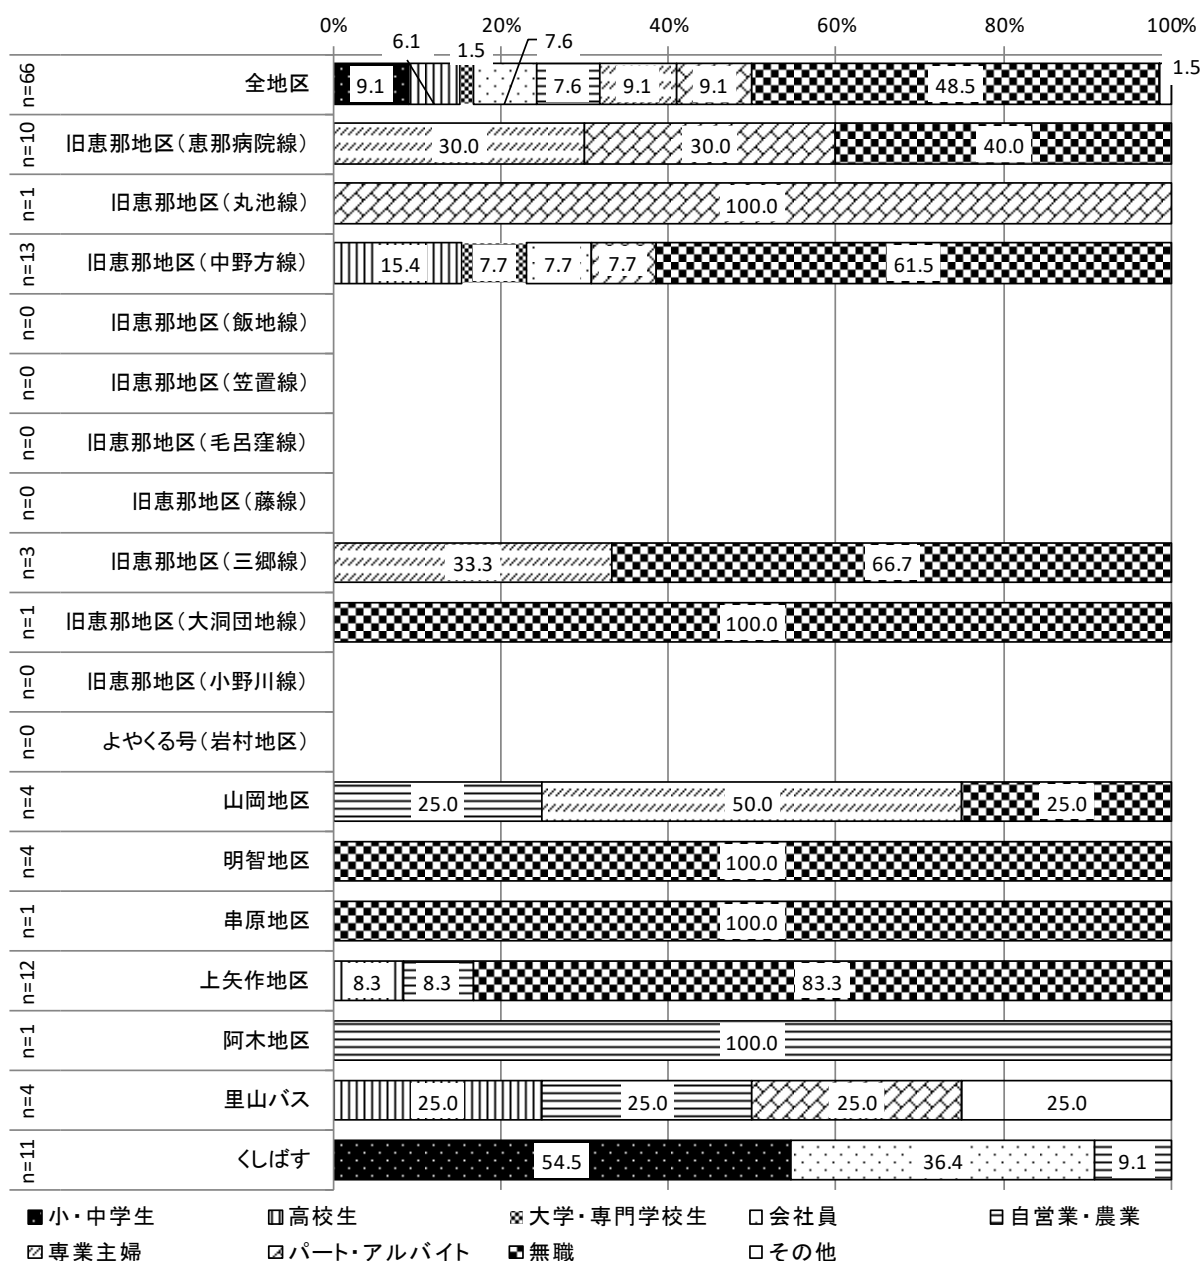 0% 20% 40% 60% 80% 100%
6.1 1.5 7.6
n=66 全地区 9.1 7.6 9.1 9.1 48.5 1.5
n=10 旧恵那地区(恵那病院線) 30.0 30.0 40.0
n=1 旧恵那地区(丸池線) 100.0
n=13 旧恵那地区(中野方線) 15.4 7.7 7.7 7.7 61.5
n=0 旧恵那地区(飯地線)
n=0 旧恵那地区(笠置線)
n=0 旧恵那地区(毛呂窪線)
n=0 旧恵那地区(藤線)
n=3 旧恵那地区(三郷線) 33.3 66.7
n=1 旧恵那地区(大洞団地線) 100.0
n=0 旧恵那地区(小野川線)
n=0 よやくる号(岩村地区)
n=4 山岡地区 25.0 50.0 25.0
n=4 明智地区 100.0
n=1 串原地区 100.0
n=12 上矢作地区 8.3 8.3 83.3
n=1 阿木地区 100.0
n=4 里山バス 25.0 25.0 25.0 25.0
n=11 くしばす 54.5 36.4 9.1
小・中学生 高校生 大学・専門学校生 会社員 自営業・農業
専業主婦 パート・アルバイト 無職 その他